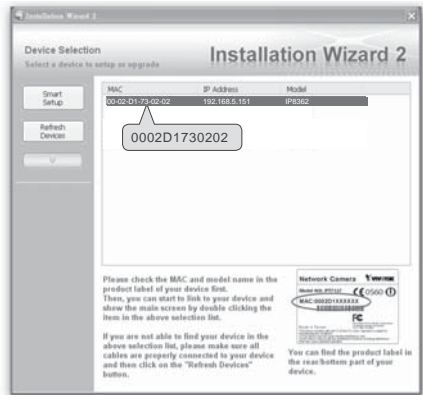 Installation Wizard 2
Device Selection
Select a device to setup or upgrade
Installation Wizard 2
Smart
Setup
Refresh
Devices
MAC IP Address Model
00-02-D1-73-02-02 192.168.5.151 IP8362
0002D1730202
Please check the MAC and model name in the
product label of your device first.
Then, you can start to link to your device and
show the main screen by double clicking the
item in the above selection list.
If you are not able to find your device in the
above selection list, please make sure all
cables are properly connected to your device
and then click on the "Refresh Devices"
button.
Network Camera VIVOTEK
0560
MAC:0002D1XXXXXX
FC
You can find the product label in
the rear/bottom part of your
device.